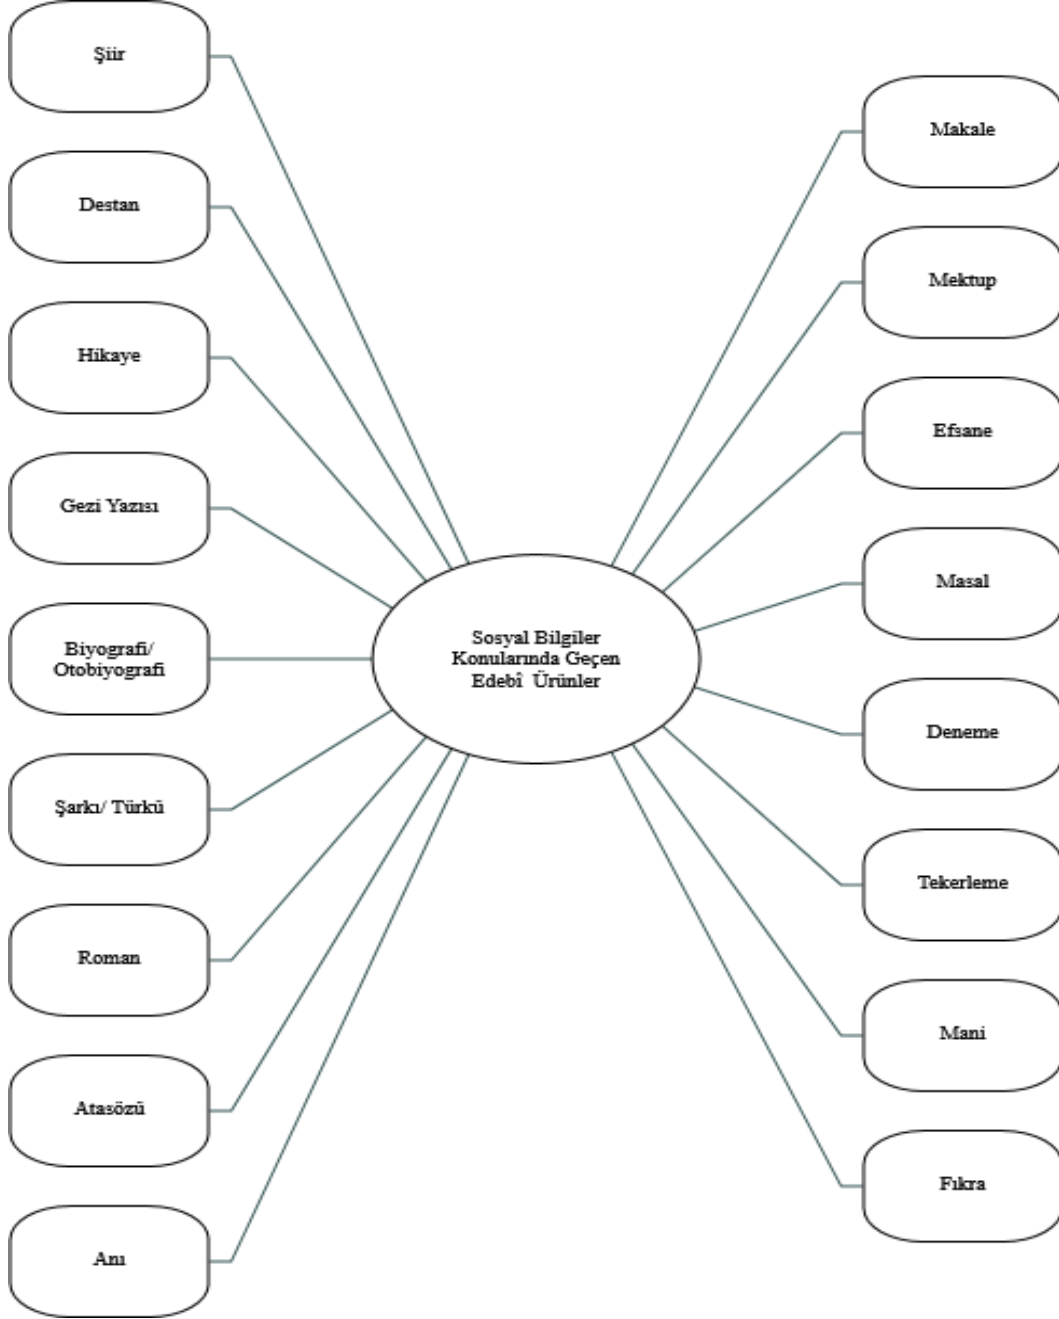 Şiir
Destan
Hikaye
Gezi Yazısı
Biyografi/
Otobiyografi
Şarkı/ Türkü
Roman
Atasözü
Anı
Sosyal Bilgiler
Konularında Geçen
Edebî  Ürünler
Makale
Mektup
Efsane
Masal
Deneme
Tekerleme
Mani
Fıkra